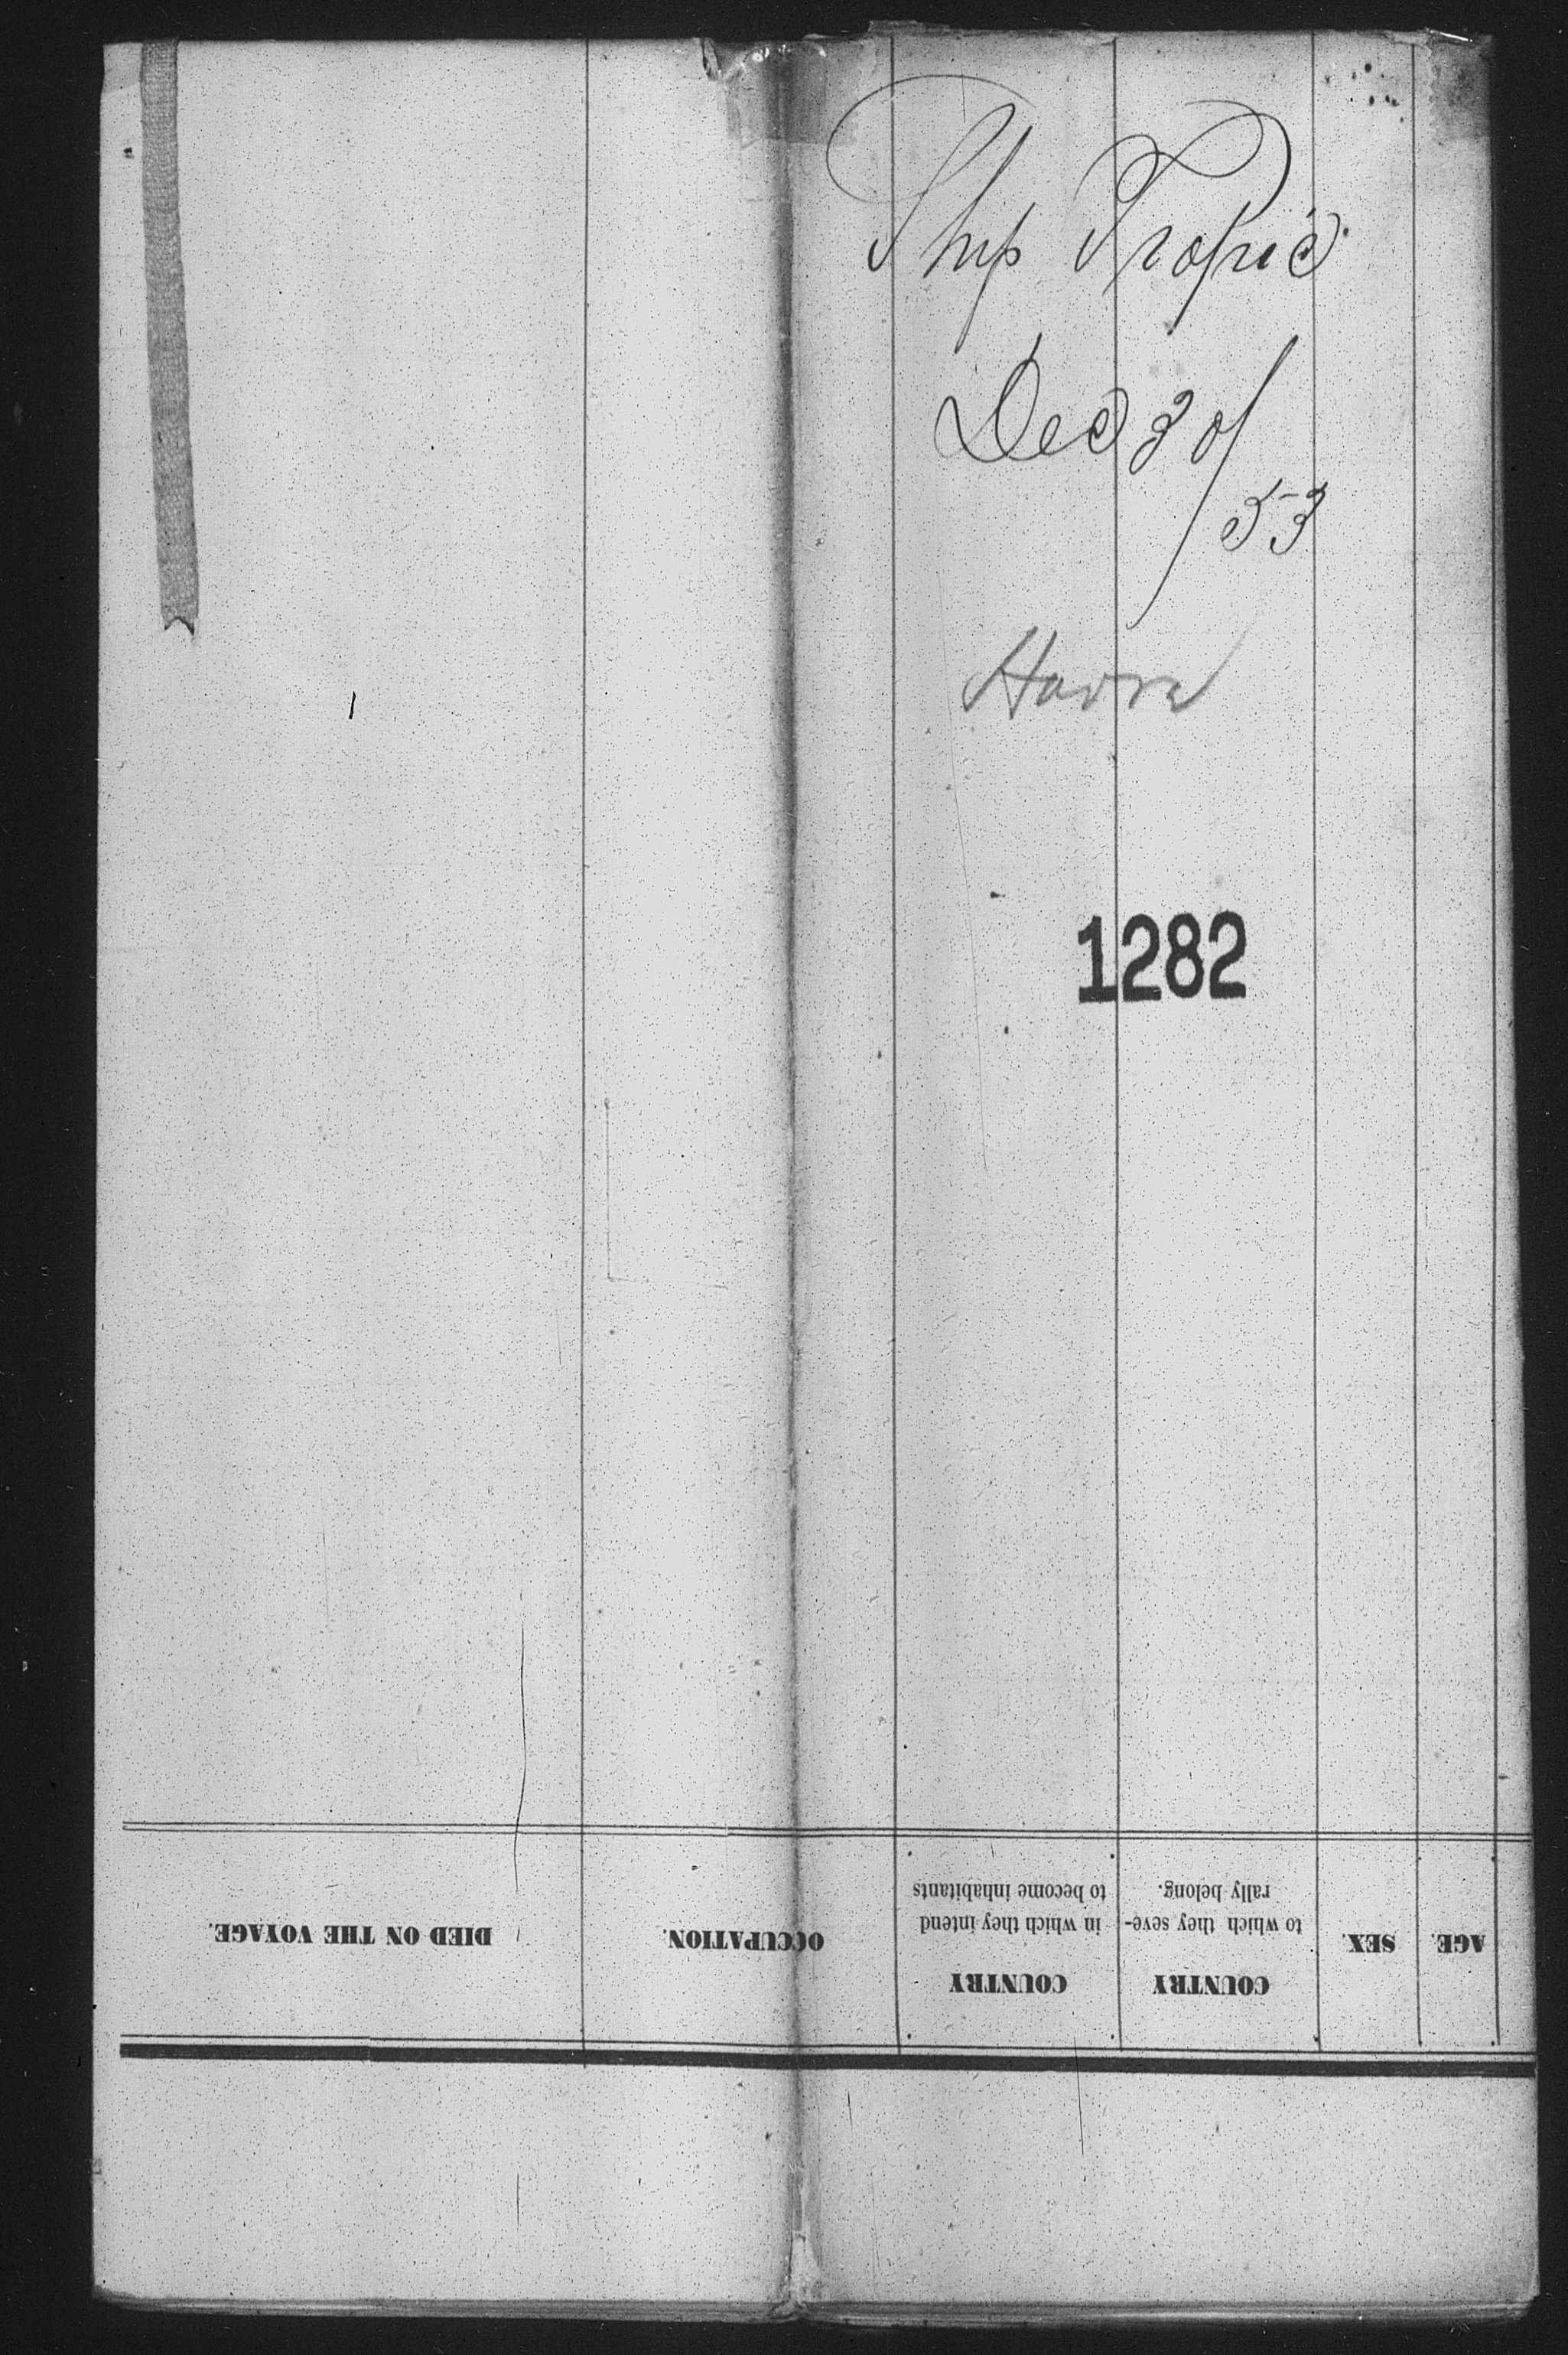 Ship Tropic
Dec 30/
53
Havre
1282
AGE.
SEX.
COUNTRY
to which they seve-
rally belong.
COUNTRY
in which they intend
to become inhabitants
OCCUPATION.
DIED ON THE VOYAGE.